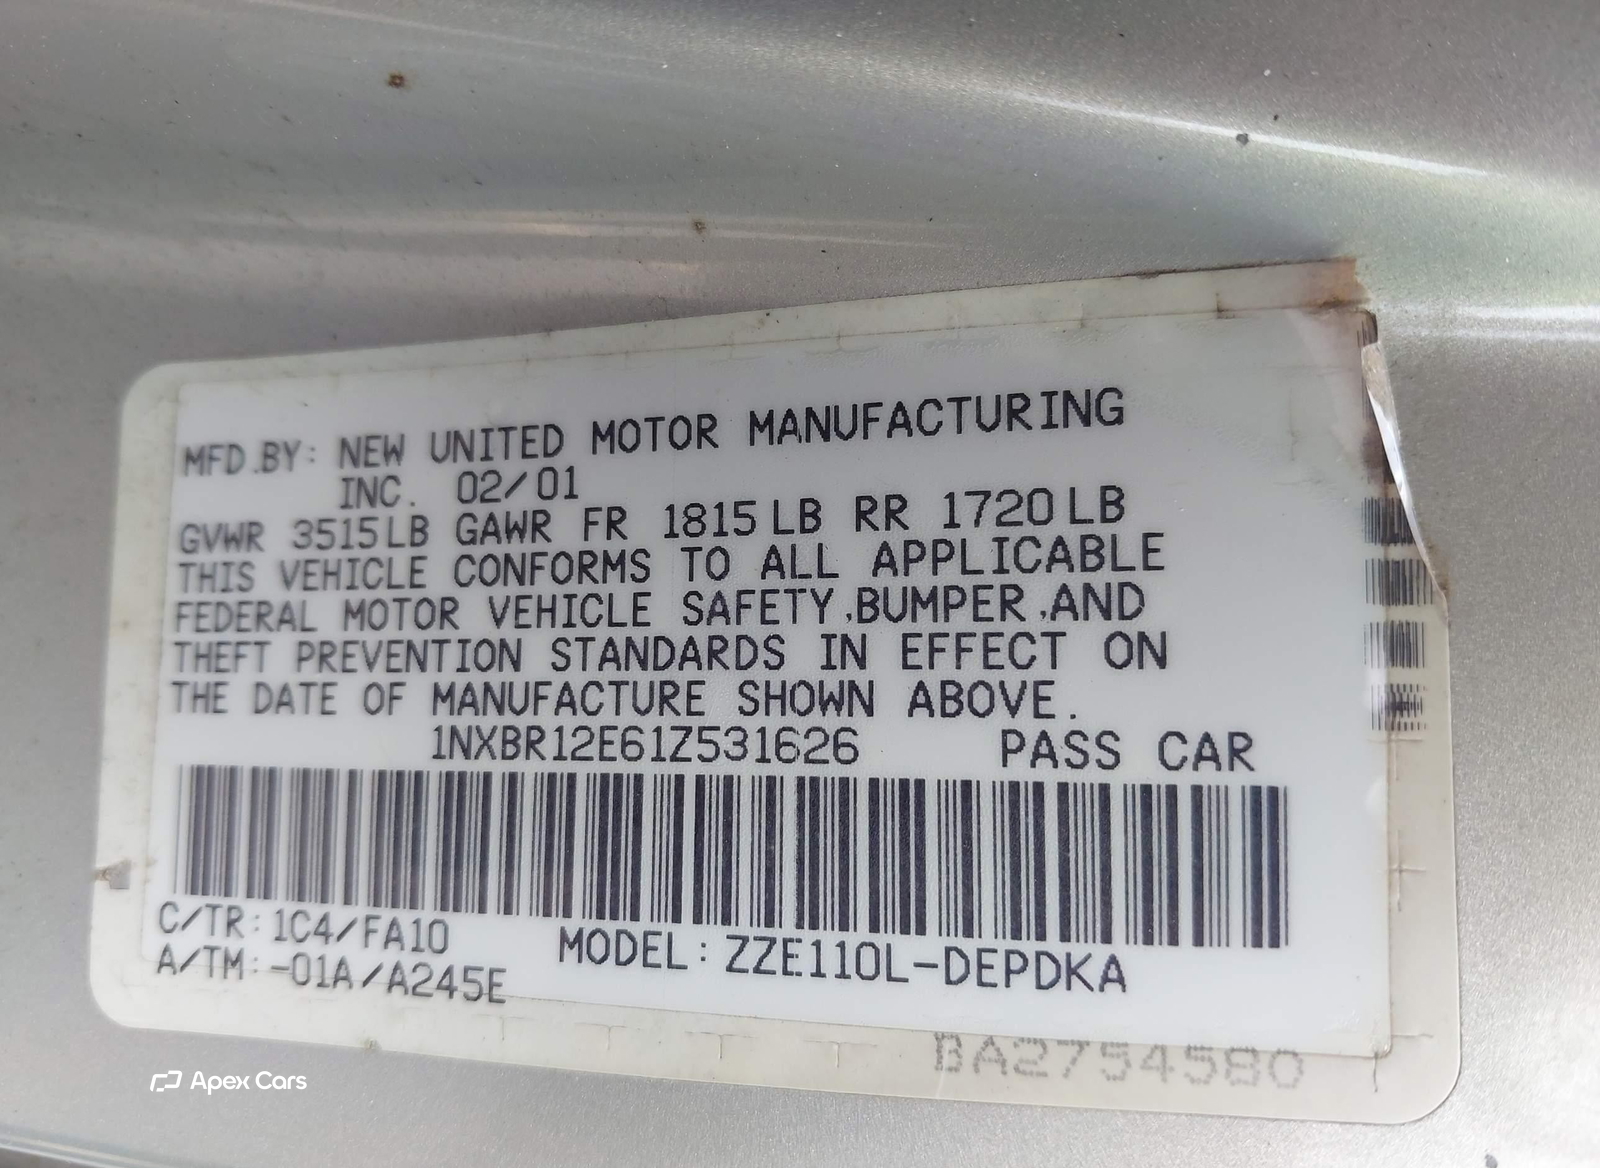 MFD.BY: NEW UNITED MOTOR MANUFACTURING
INC. 02/01
GVWR 3515LB GAWR FR 1815LB RR 1720LB
THIS VEHICLE CONFORMS TO ALL APPLICABLE
FEDERAL MOTOR VEHICLE SAFETY,BUMPER,AND
THEFT PREVENTION STANDARDS IN EFFECT ON
THE DATE OF MANUFACTURE SHOWN ABOVE.
1NXBR12E61Z531626 PASS CAR
C/TR: 1C4/FA10
A/TM:-01A/A245E
MODEL: ZZE110L-DEPDKA
BA2754580
Apex Cars